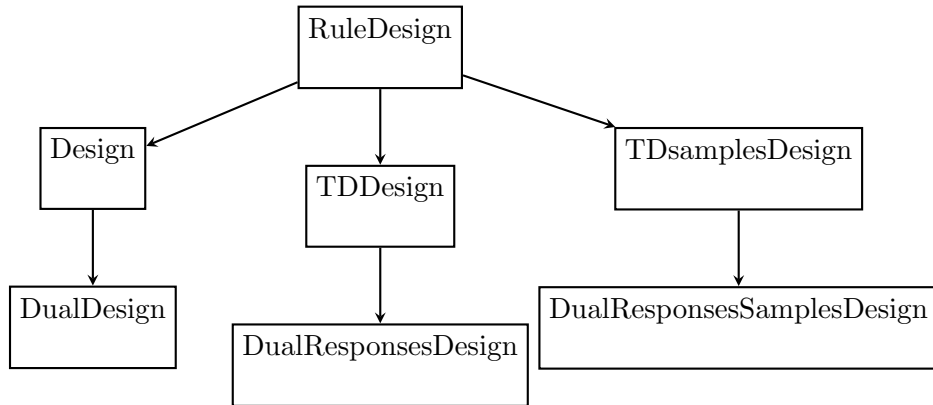 RuleDesign
Design
TDDesign
TDsamplesDesign
DualDesign
DualResponsesDesign
DualResponsesSamplesDesign